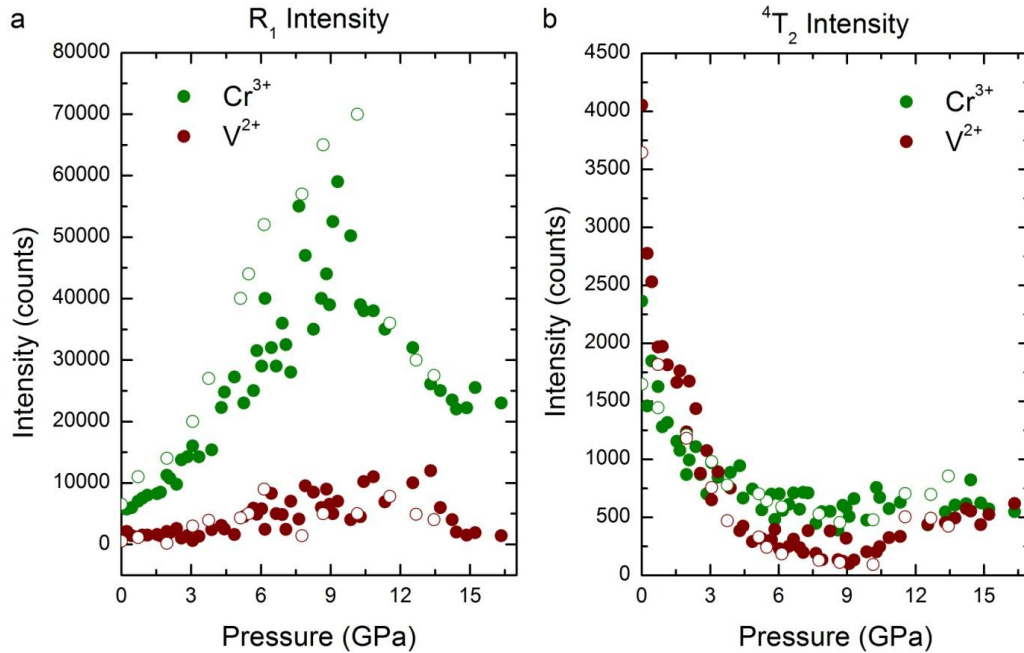 a
R₁ Intensity
80000
70000
60000
50000
40000
30000
20000
10000
0
Intensity (counts)
Cr³⁺
V²⁺
0 3 6 9 12 15
Pressure (GPa)
b
⁴T₂ Intensity
4500
4000
3500
3000
2500
2000
1500
1000
500
0
Intensity (counts)
Cr³⁺
V²⁺
0 3 6 9 12 15
Pressure (GPa)